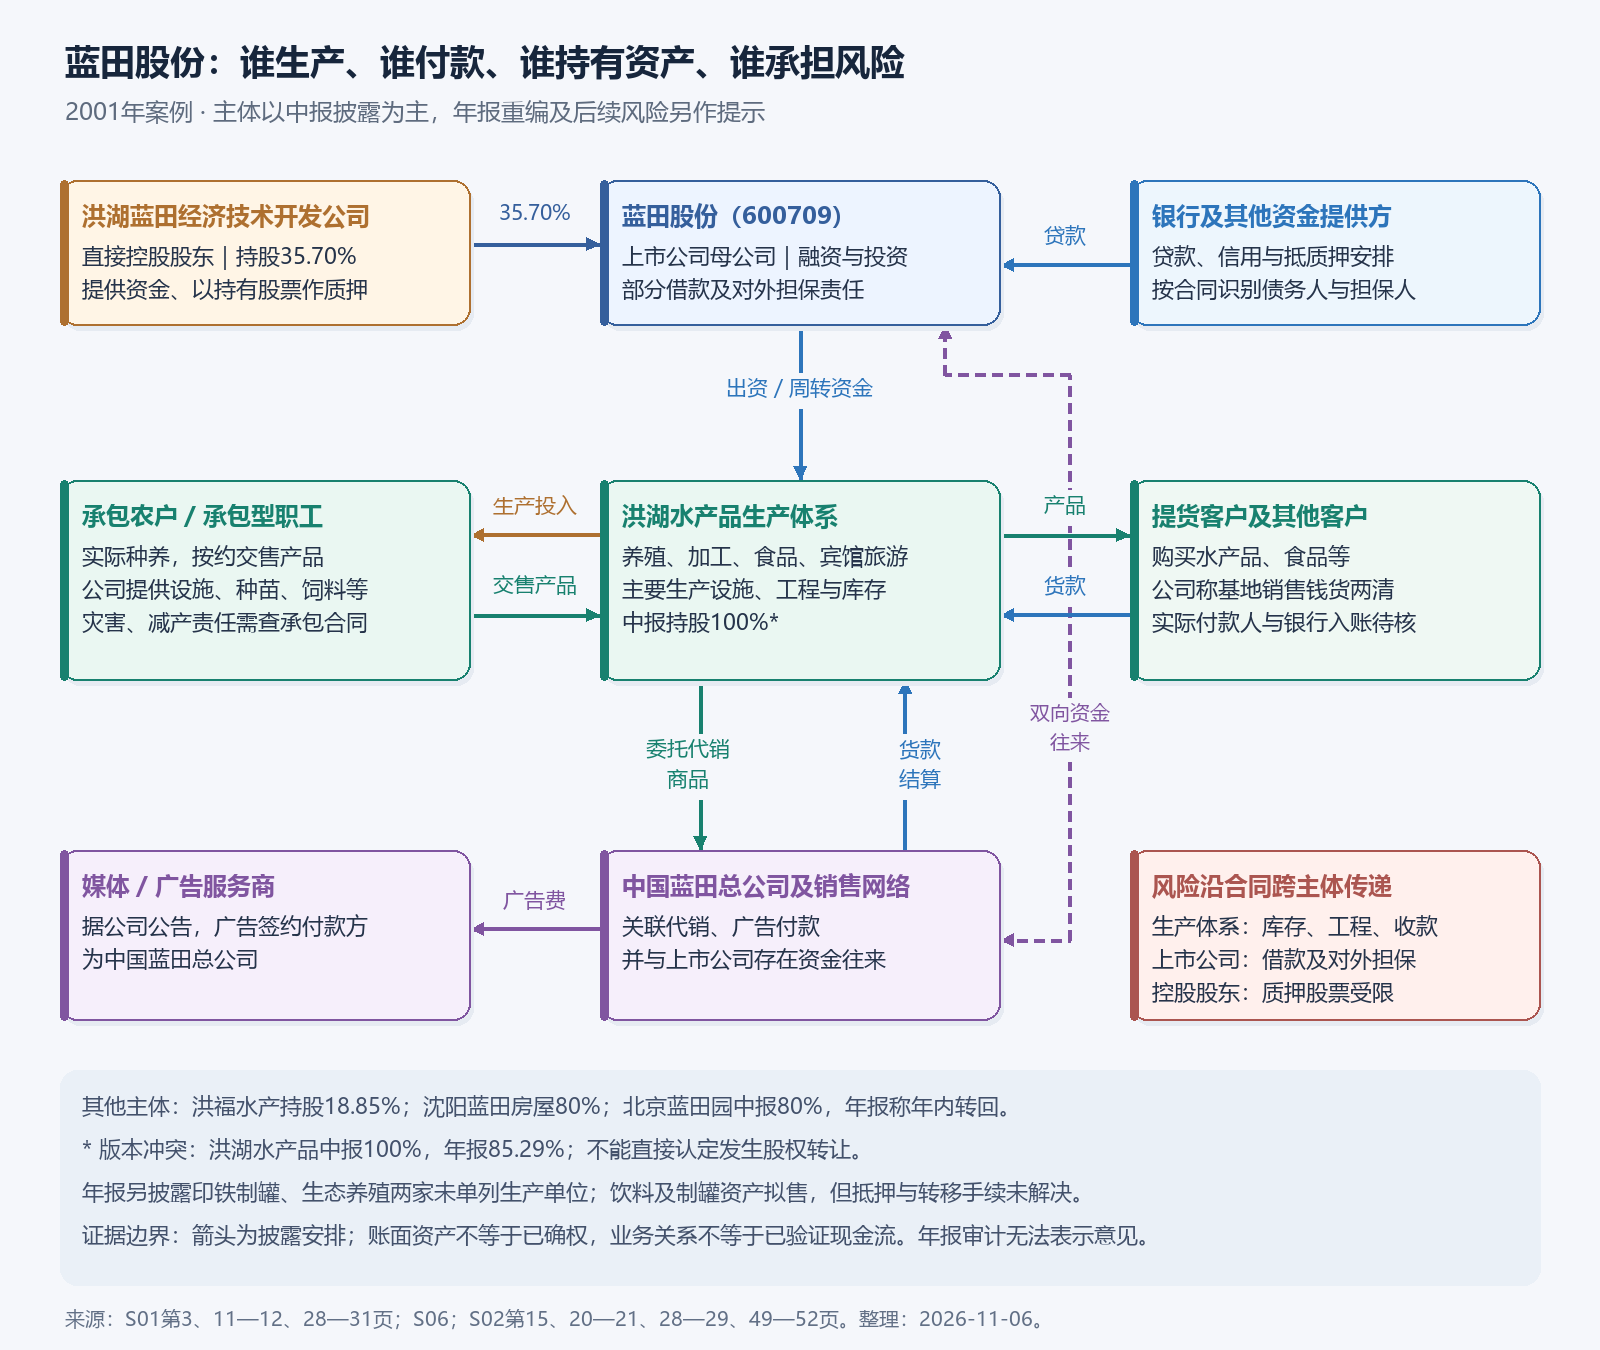 蓝田股份：谁生产、谁付款、谁持有资产、谁承担风险
2001年案例 · 主体以中报披露为主，年报重编及后续风险另作提示
洪湖蓝田经济技术开发公司
直接控股股东｜持股35.70%
提供资金、以持有股票作质押
35.70%
蓝田股份（600709）
上市公司母公司｜融资与投资
部分借款及对外担保责任
贷款
银行及其他资金提供方
贷款、信用与抵质押安排
按合同识别债务人与担保人
出资 / 周转资金
承包农户 / 承包型职工
实际种养，按约交售产品
公司提供设施、种苗、饲料等
灾害、减产责任需查承包合同
生产投入
交售产品
洪湖水产品生产体系
养殖、加工、食品、宾馆旅游
主要生产设施、工程与库存
中报持股100%*
产品
货款
提货客户及其他客户
购买水产品、食品等
公司称基地销售钱货两清
实际付款人与银行入账待核
委托代销
商品
货款
结算
双向资金
往来
媒体 / 广告服务商
据公司公告，广告签约付款方
为中国蓝田总公司
广告费
中国蓝田总公司及销售网络
关联代销、广告付款
并与上市公司存在资金往来
风险沿合同跨主体传递
生产体系：库存、工程、收款
上市公司：借款及对外担保
控股股东：质押股票受限
其他主体：洪福水产持股18.85%；沈阳蓝田房屋80%；北京蓝田园中报80%，年报称年内转回。
* 版本冲突：洪湖水产品中报100%，年报85.29%；不能直接认定发生股权转让。
年报另披露印铁制罐、生态养殖两家未单列生产单位；饮料及制罐资产拟售，但抵押与转移手续未解决。
证据边界：箭头为披露安排；账面资产不等于已确权，业务关系不等于已验证现金流。年报审计无法表示意见。
来源：S01第3、11—12、28—31页；S06；S02第15、20—21、28—29、49—52页。整理：2026-11-06。